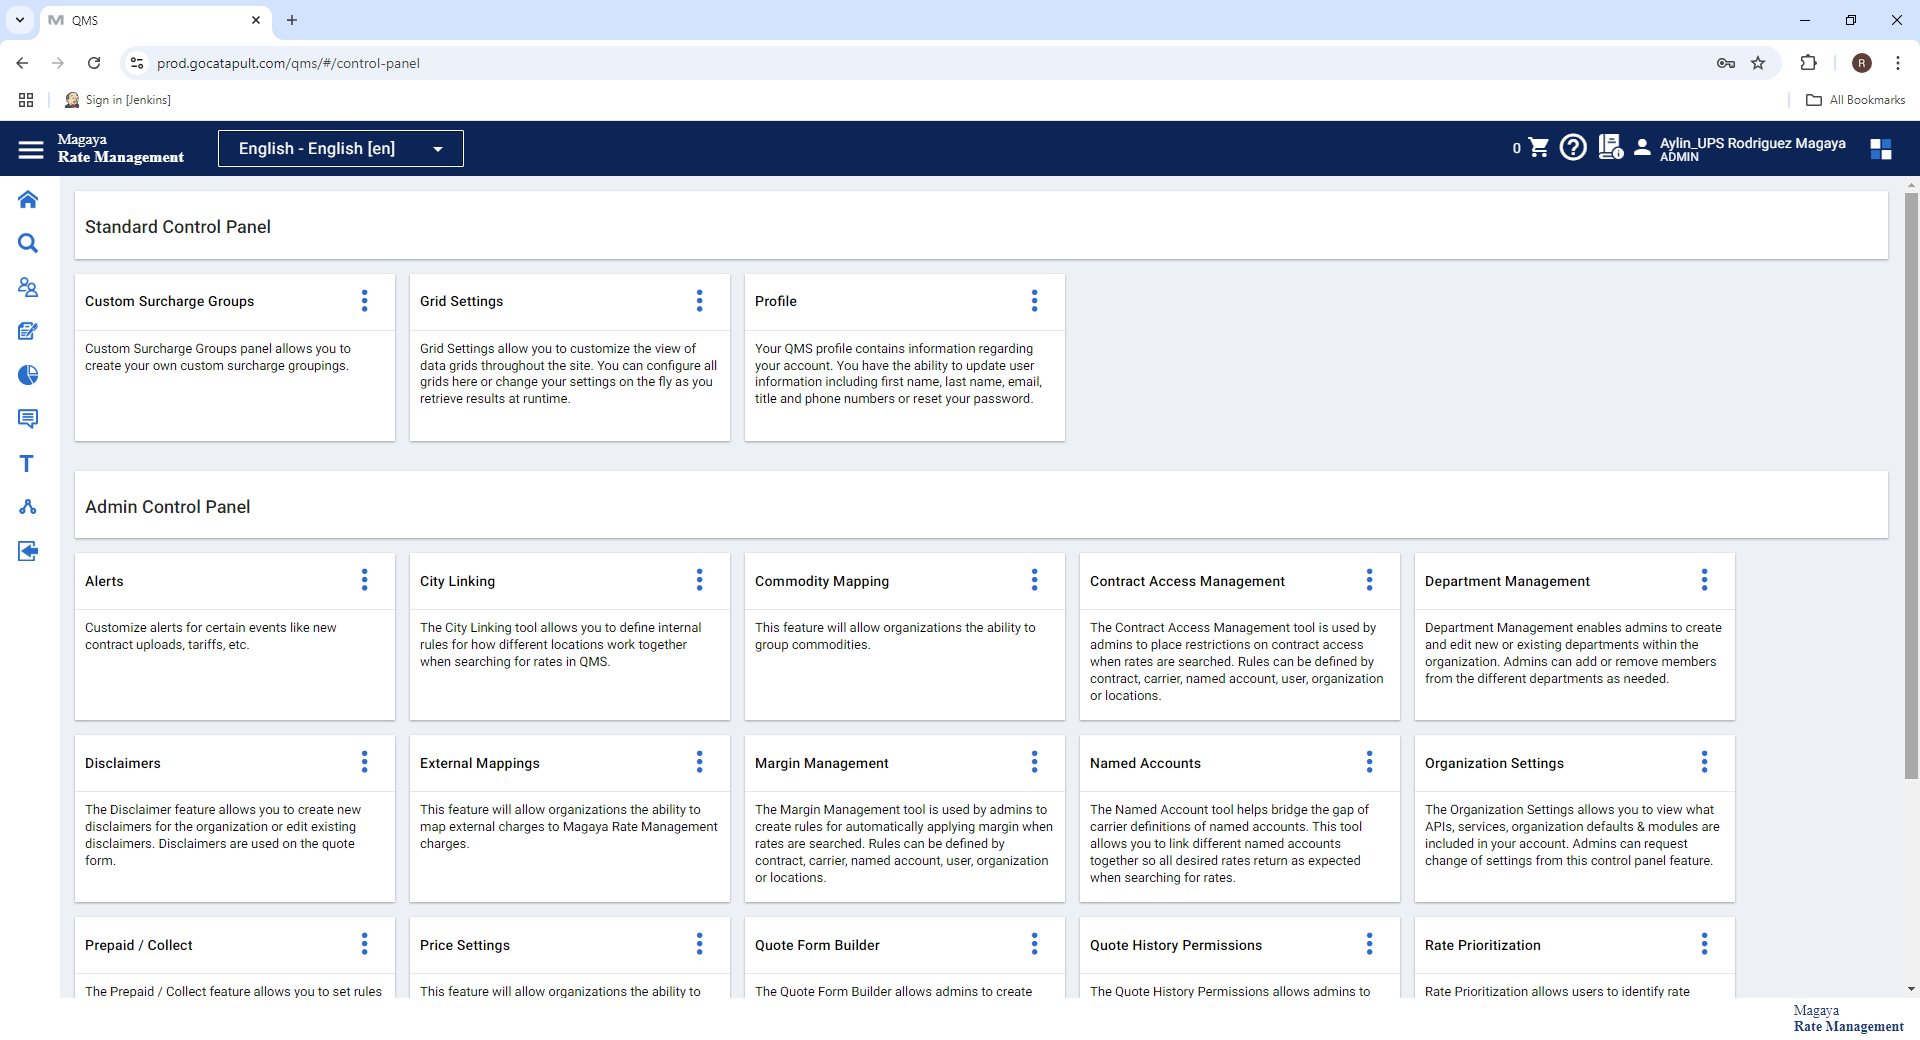 QMS
prod.gocatapult.com/qms/#/control-panel
R
Sign in [Jenkins]
All Bookmarks
Magaya
Rate Management
English - English [en]
0
Aylin_UPS Rodriguez Magaya
ADMIN
Standard Control Panel
Custom Surcharge Groups
Custom Surcharge Groups panel allows you to
create your own custom surcharge groupings.
Grid Settings
Grid Settings allow you to customize the view of
data grids throughout the site. You can configure all
grids here or change your settings on the fly as you
retrieve results at runtime.
Profile
Your QMS profile contains information regarding
your account. You have the ability to update user
information including first name, last name, email,
title and phone numbers or reset your password.
Admin Control Panel
Alerts
Customize alerts for certain events like new
contract uploads, tariffs, etc.
City Linking
The City Linking tool allows you to define internal
rules for how different locations work together
when searching for rates in QMS.
Commodity Mapping
This feature will allow organizations the ability to
group commodities.
Contract Access Management
The Contract Access Management tool is used by
admins to place restrictions on contract access
when rates are searched. Rules can be defined by
contract, carrier, named account, user, organization
or locations.
Department Management
Department Management enables admins to create
and edit new or existing departments within the
organization. Admins can add or remove members
from the different departments as needed.
Disclaimers
The Disclaimer feature allows you to create new
disclaimers for the organization or edit existing
disclaimers. Disclaimers are used on the quote
form.
External Mappings
This feature will allow organizations the ability to
map external charges to Magaya Rate Management
charges.
Margin Management
The Margin Management tool is used by admins to
create rules for automatically applying margin when
rates are searched. Rules can be defined by
contract, carrier, named account, user, organization
or locations.
Named Accounts
The Named Account tool helps bridge the gap of
carrier definitions of named accounts. This tool
allows you to link different named accounts
together so all desired rates return as expected
when searching for rates.
Organization Settings
The Organization Settings allows you to view what
APIs, services, organization defaults & modules are
included in your account. Admins can request
change of settings from this control panel feature.
Prepaid / Collect
The Prepaid / Collect feature allows you to set rules
Price Settings
This feature will allow organizations the ability to
Quote Form Builder
The Quote Form Builder allows admins to create
Quote History Permissions
The Quote History Permissions allows admins to
Rate Prioritization
Rate Prioritization allows users to identify rate
Magaya
Rate Management